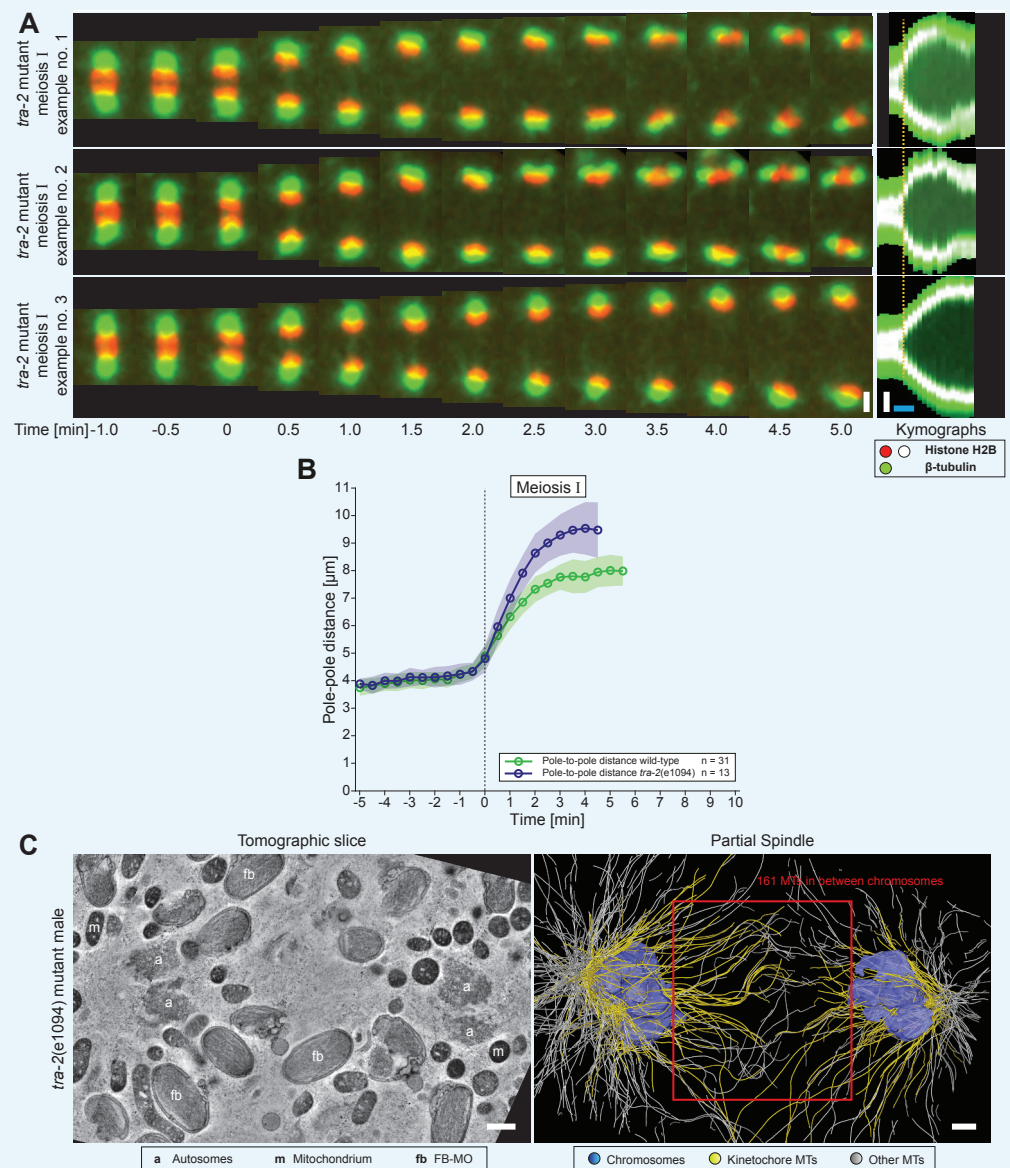 A
tra-2 mutant
meiosis I
example no. 1
tra-2 mutant
meiosis I
example no. 2
tra-2 mutant
meiosis I
example no. 3
Time [min] -1.0 -0.5 0 0.5 1.0 1.5 2.0 2.5 3.0 3.5 4.0 4.5 5.0
Kymographs
Histone H2B
β-tubulin
B
Meiosis I
Pole-pole distance [µm]
11
10
9
8
7
6
5
4
3
2
1
0
Pole-to-pole distance wild-type n = 31
Pole-to-pole distance tra-2(e1094) n = 13
-5 -4 -3 -2 -1 0 1 2 3 4 5 6 7 8 9 10
Time [min]
C
Tomographic slice
Partial Spindle
tra-2(e1094) mutant male
fb
m
a
a
a
a
fb
m
fb
161 MTs in between chromosomes
a Autosomes m Mitochondrium fb FB-MO
Chromosomes Kinetochore MTs Other MTs